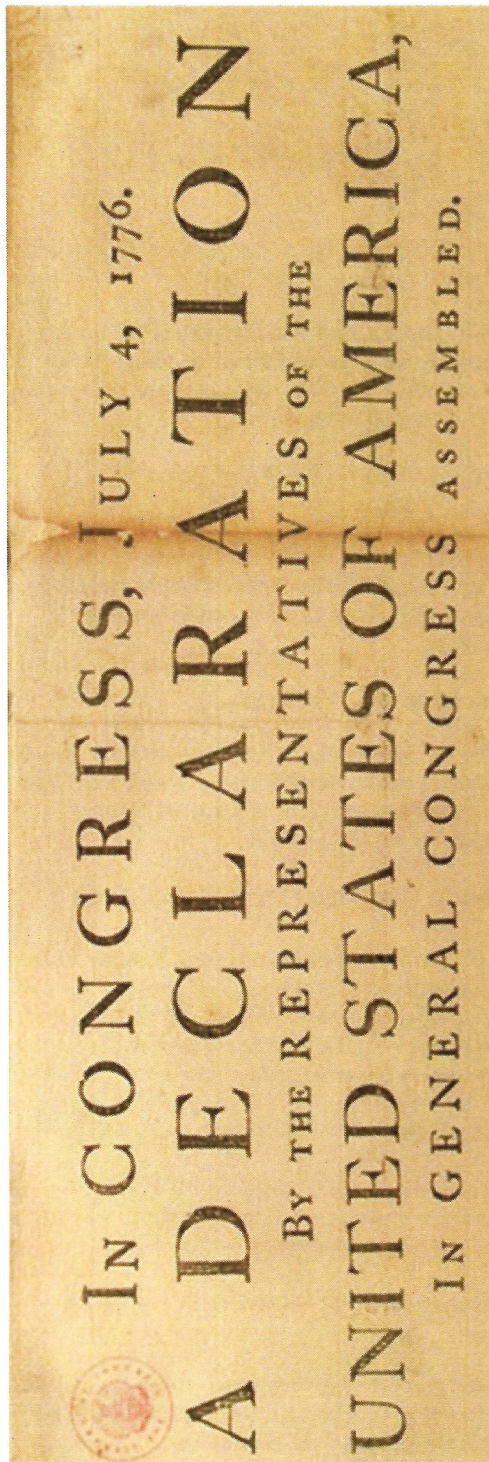 In CONGRESS, July 4, 1776.
A DECLARATION
By the REPRESENTATIVES of the
UNITED STATES OF AMERICA,
In GENERAL CONGRESS assembled.